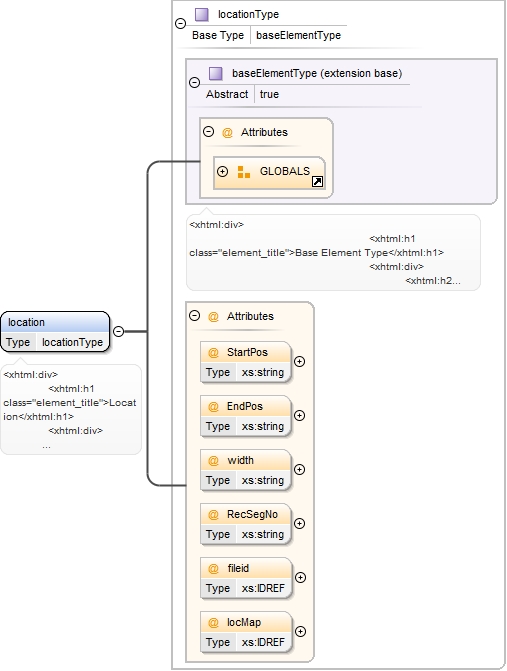 locationType
Base Type baseElementType
baseElementType (extension base)
Abstract true
@ Attributes
GLOBALS
<xhtml:div>
<xhtml:h1
class="element_title">Base Element Type</xhtml:h1>
<xhtml:div>
<xhtml:h2...
location
Type locationType
<xhtml:div>
<xhtml:h1
class="element_title">Locat
ion</xhtml:h1>
<xhtml:div>
...
@ Attributes
@ StartPos
Type xs:string
@ EndPos
Type xs:string
@ width
Type xs:string
@ RecSegNo
Type xs:string
@ fileid
Type xs:IDREF
@ locMap
Type xs:IDREF